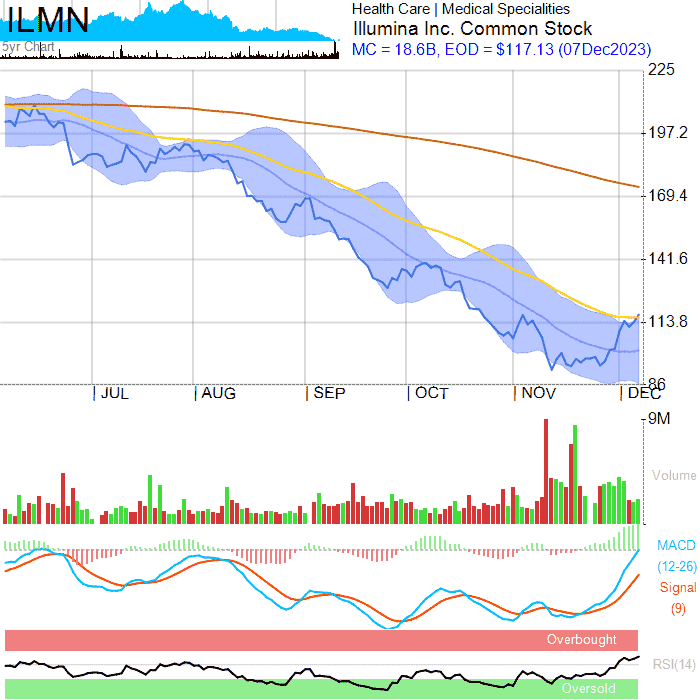 ILMN
5yr Chart
Health Care | Medical Specialities
Illumina Inc. Common Stock
MC = 18.6B, EOD = $117.13 (07Dec2023)
225
197.2
169.4
141.6
113.8
86
| JUL | AUG | SEP | OCT | NOV | DEC
9M
Volume
MACD
(12-26)
Signal
(9)
Overbought
RSI(14)
Oversold